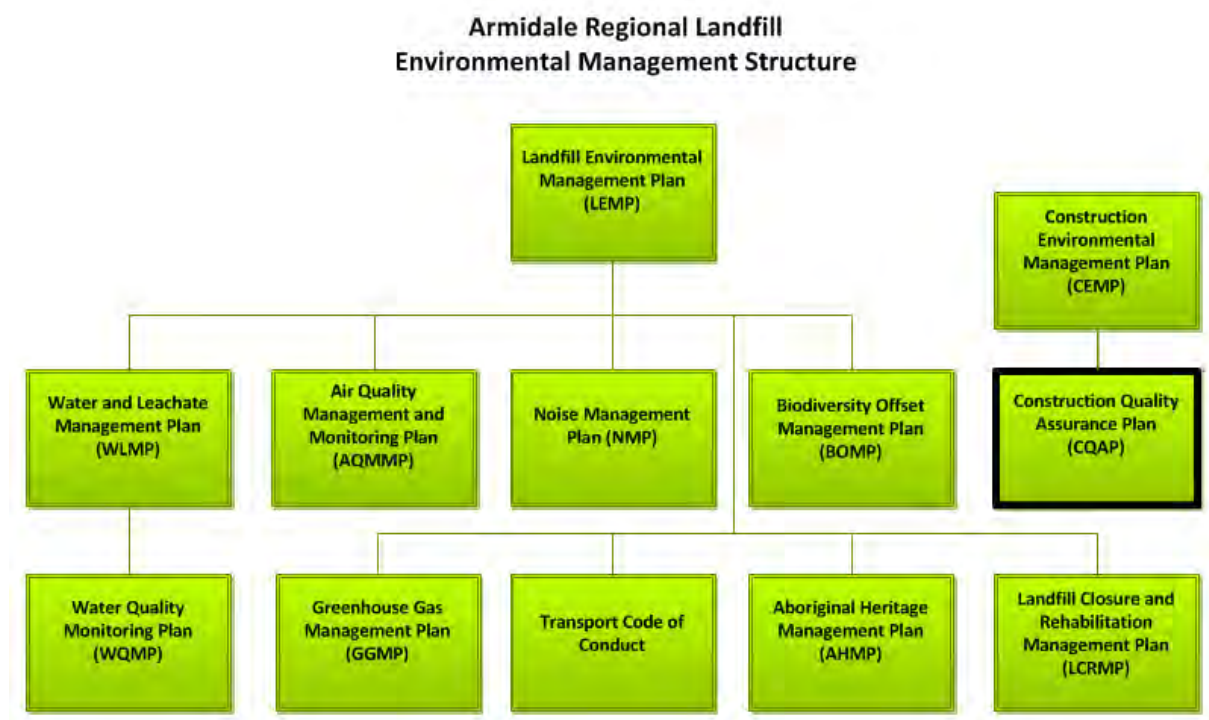 Armidale Regional Landfill
Environmental Management Structure
Landfill Environmental
Management Plan
(LEMP)
Construction
Environmental
Management Plan
(CEMP)
Water and Leachate
Management Plan
(WLMP)
Air Quality
Management and
Monitoring Plan
(AQMMP)
Noise Management
Plan (NMP)
Biodiversity Offset
Management Plan
(BOMP)
Construction Quality
Assurance Plan
(CQAP)
Water Quality
Monitoring Plan
(WQMP)
Greenhouse Gas
Management Plan
(GGMP)
Transport Code of
Conduct
Aboriginal Heritage
Management Plan
(AHMP)
Landfill Closure and
Rehabilitation
Management Plan
(LCRMP)